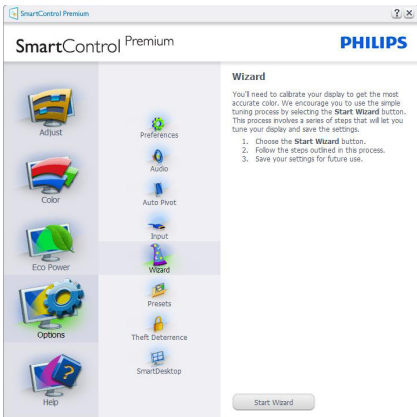 SmartControl Premium
? X
SmartControl Premium
PHILIPS
Adjust
Color
Eco Power
Options
Help
Preferences
Audio
Auto Pivot
Input
Wizard
Presets
Theft Deterrence
SmartDesktop
Wizard
You'll need to calibrate your display to get the most
accurate color. We encourage you to use the simple
tuning process by selecting the Start Wizard button.
This process involves a series of steps that will let you
tune your display and save the settings.
1. Choose the Start Wizard button.
2. Follow the steps outlined in this process.
3. Save your settings for future use.
Start Wizard